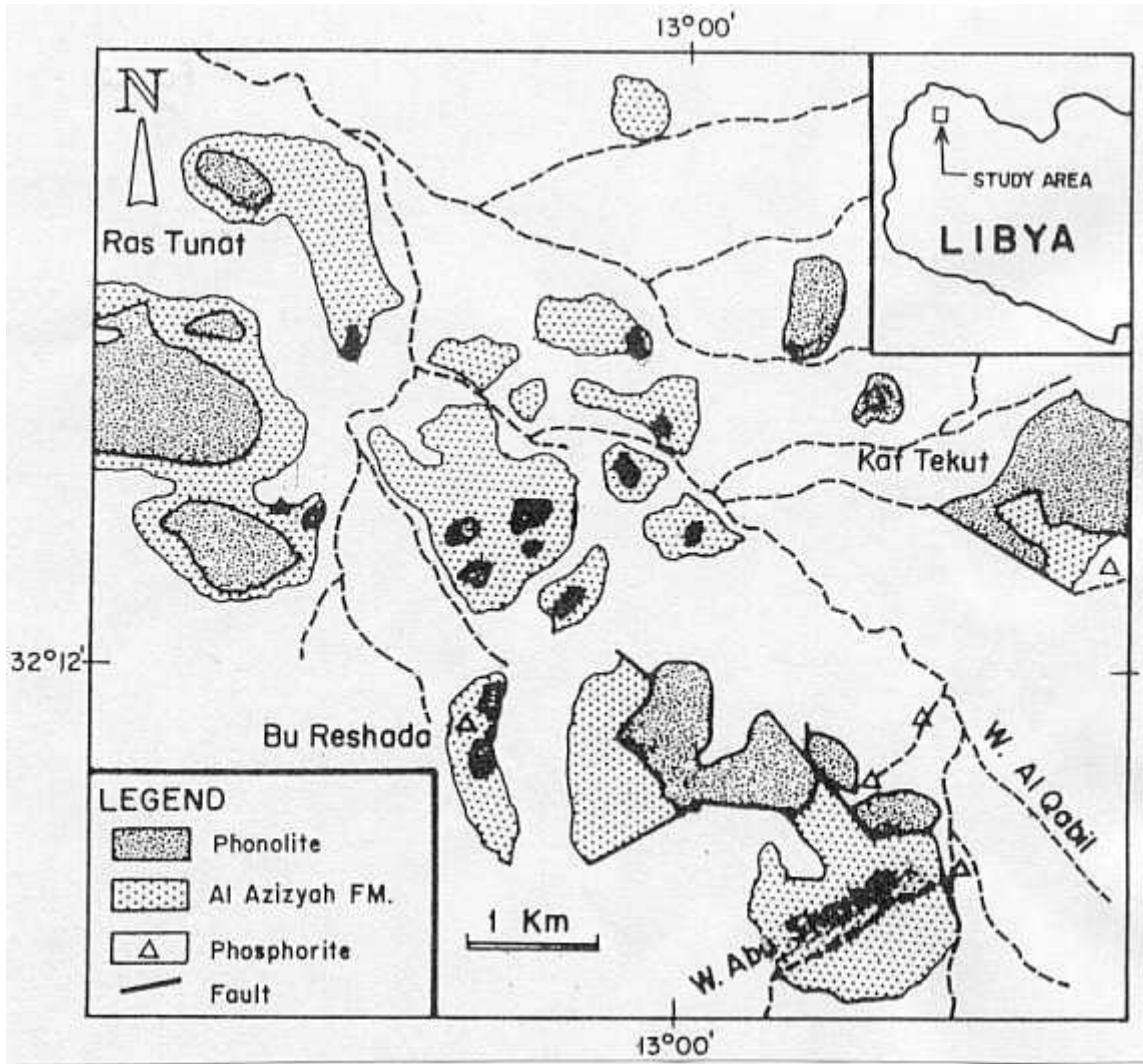 13°00'
N
STUDY AREA
LIBYA
Ras Tunat
Kaf Tekut
32°12'
Bu Reshada
W. Al Qabil
LEGEND
Phonolite
Al Azizyah FM.
Phosphorite
Fault
1 Km
W. Abu
13°00'